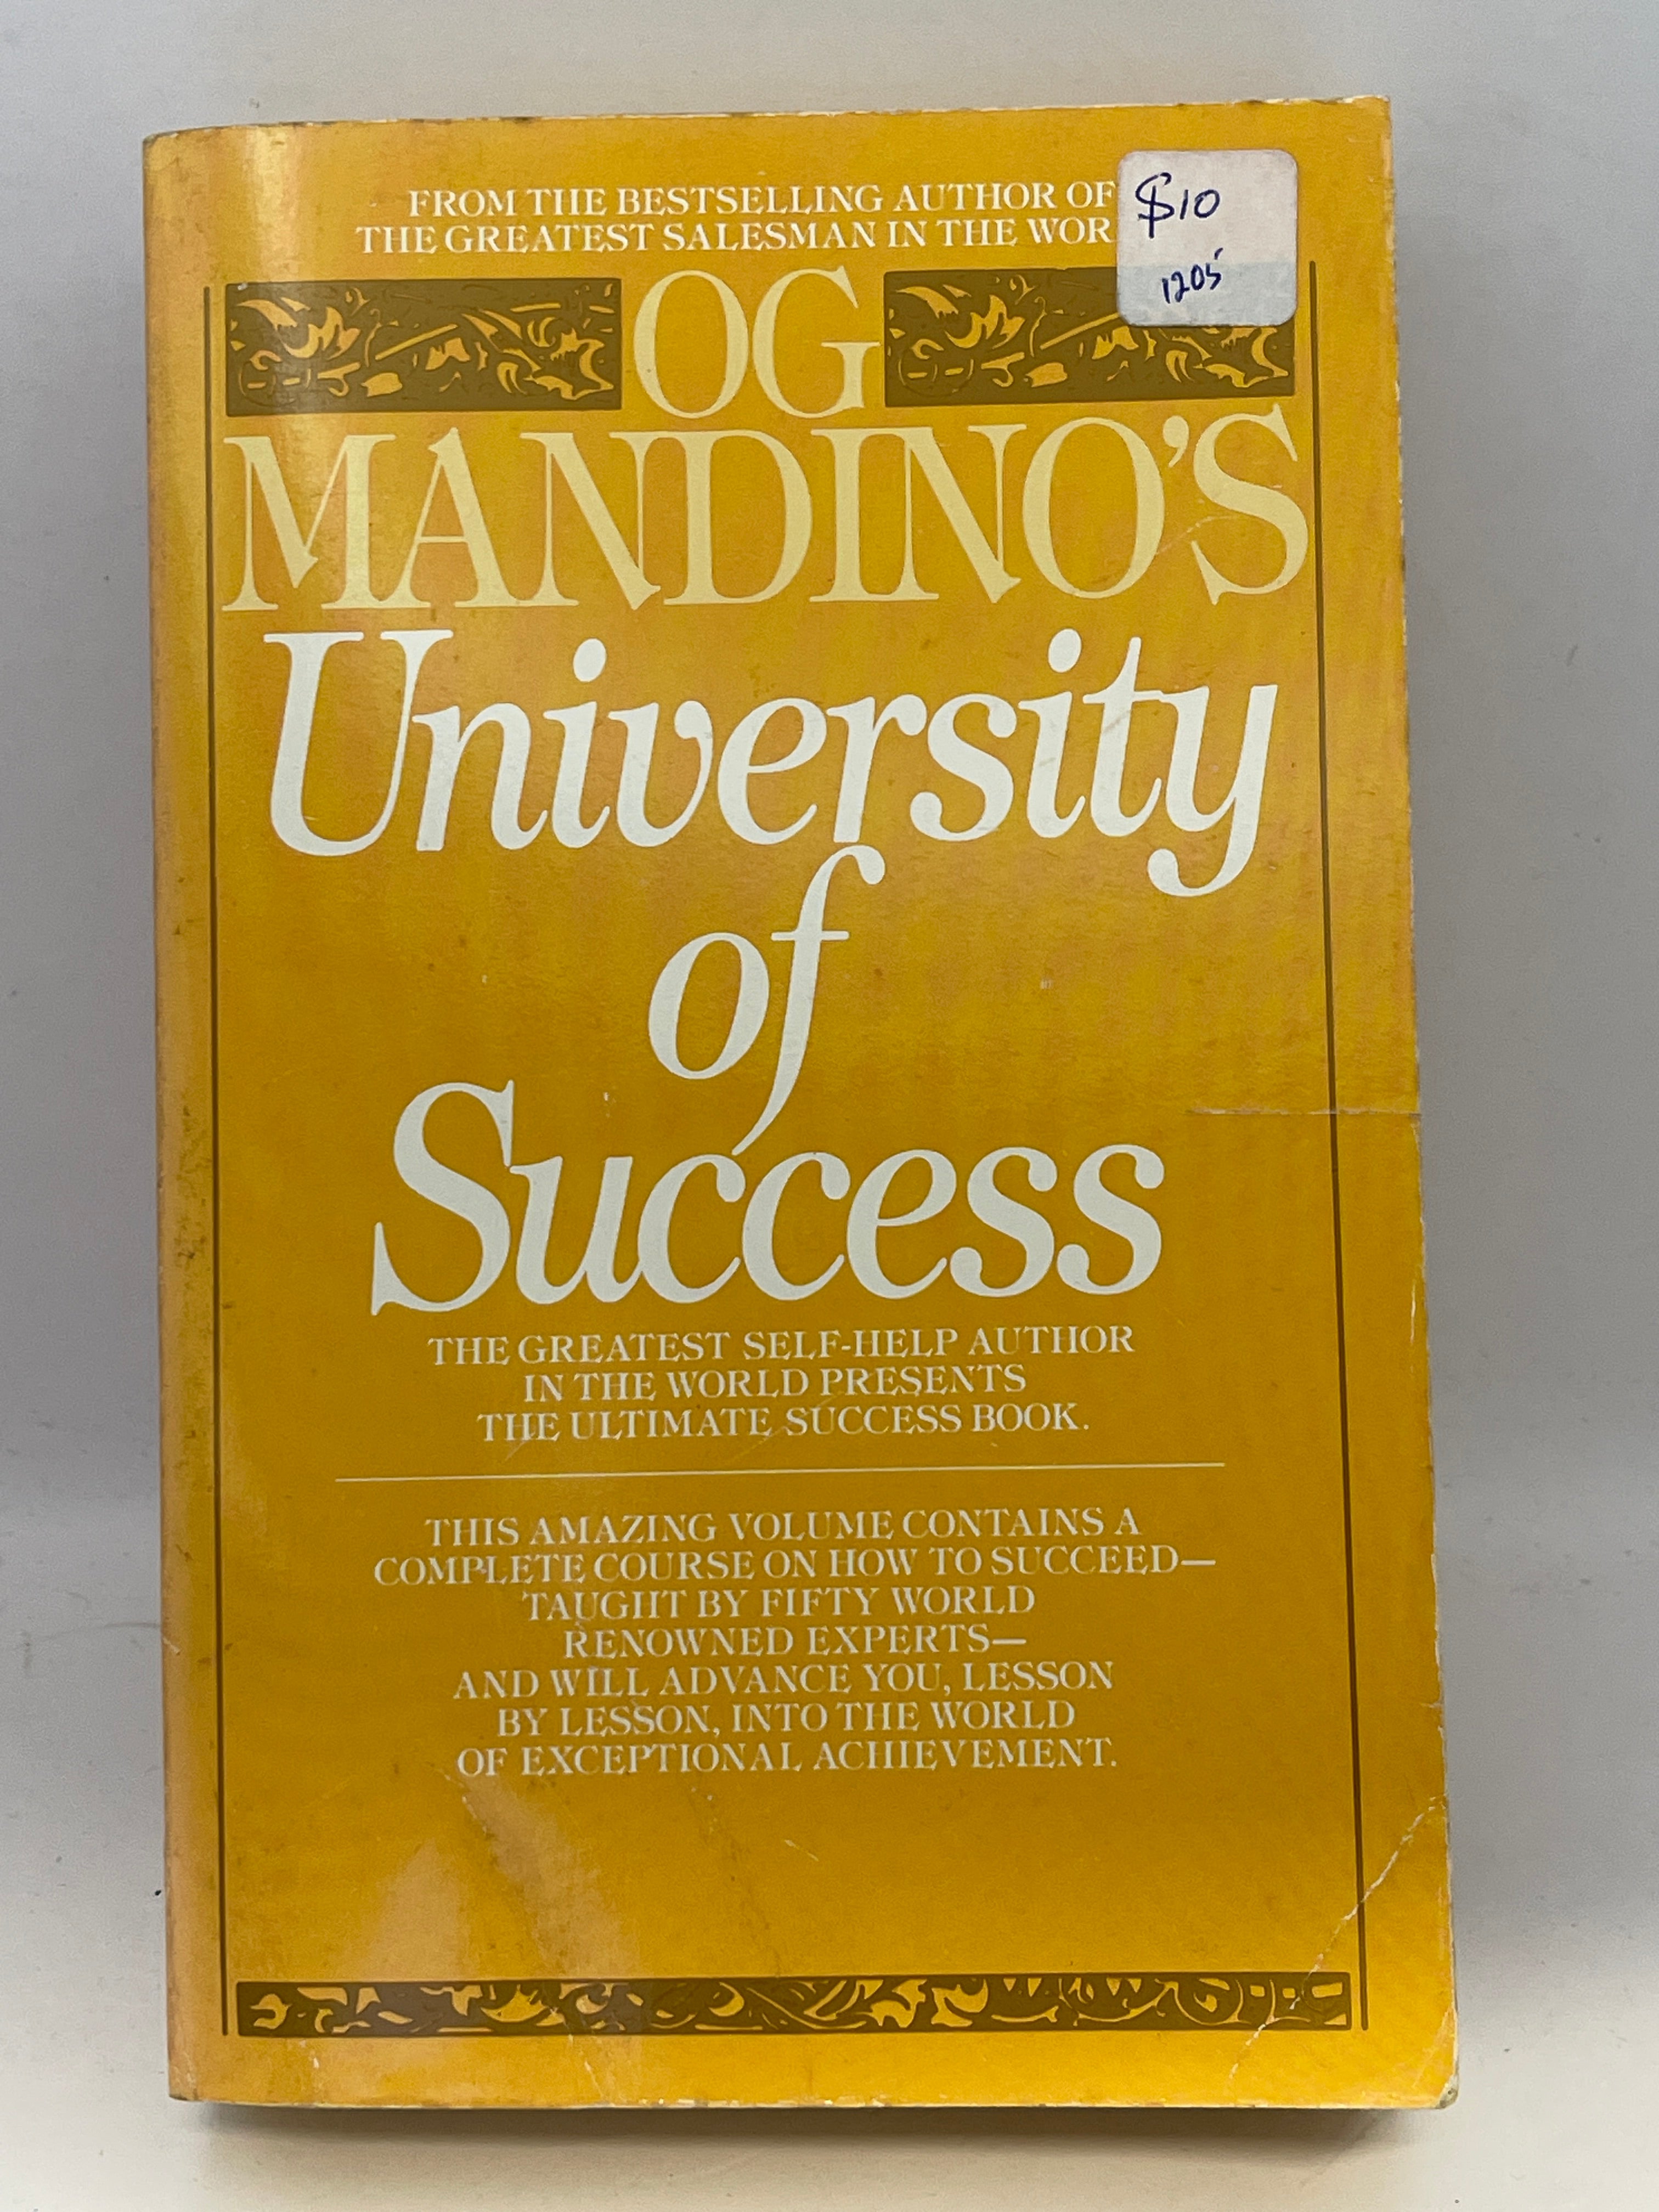 FROM THE BESTSELLING AUTHOR OF
THE GREATEST SALESMAN IN THE WOR
$10
1205
OG
MANDINO'S
University
of
Success
THE GREATEST SELF-HELP AUTHOR
IN THE WORLD PRESENTS
THE ULTIMATE SUCCESS BOOK.
THIS AMAZING VOLUME CONTAINS A
COMPLETE COURSE ON HOW TO SUCCEED—
TAUGHT BY FIFTY WORLD
RENOWNED EXPERTS—
AND WILL ADVANCE YOU, LESSON
BY LESSON, INTO THE WORLD
OF EXCEPTIONAL ACHIEVEMENT.